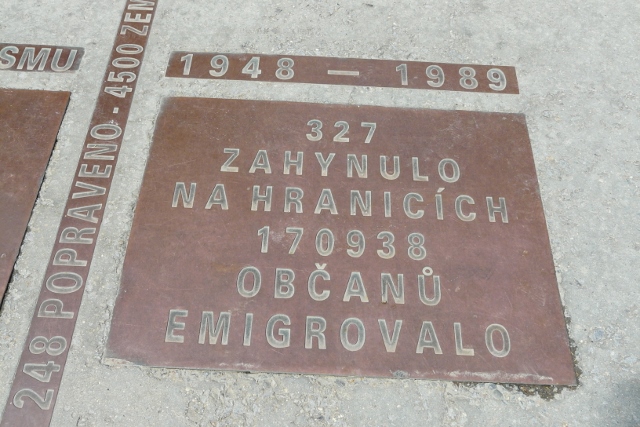 SMU
248 POPRAVENO - 4500 ZEM
1948 — 1989
327
ZAHYNULO
NA HRANICÍCH
170938
OBČANŮ
EMIGROVALO